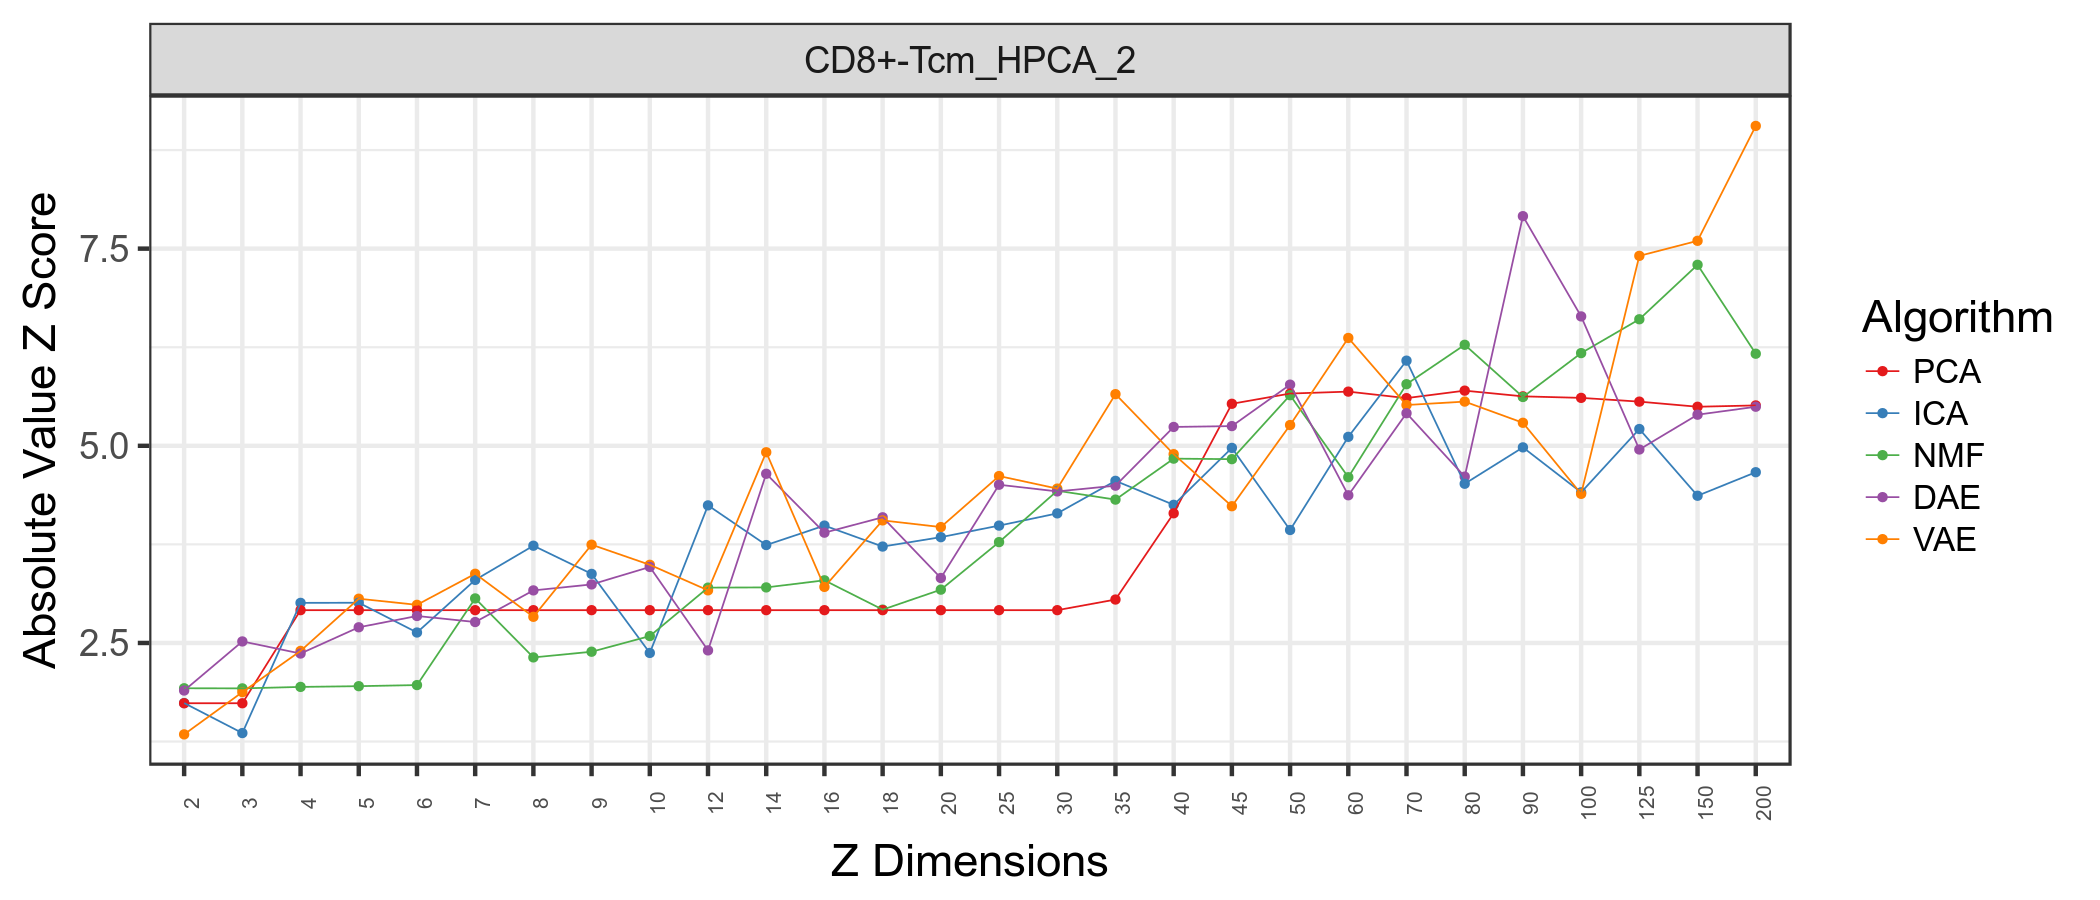 CD8+-Tcm_HPCA_2
Absolute Value Z Score
7.5
5.0
2.5
2 3 4 5 6 7 8 9 10 12 14 16 18 20 25 30 35 40 45 50 60 70 80 90 100 125 150 200
Z Dimensions
Algorithm
PCA
ICA
NMF
DAE
VAE